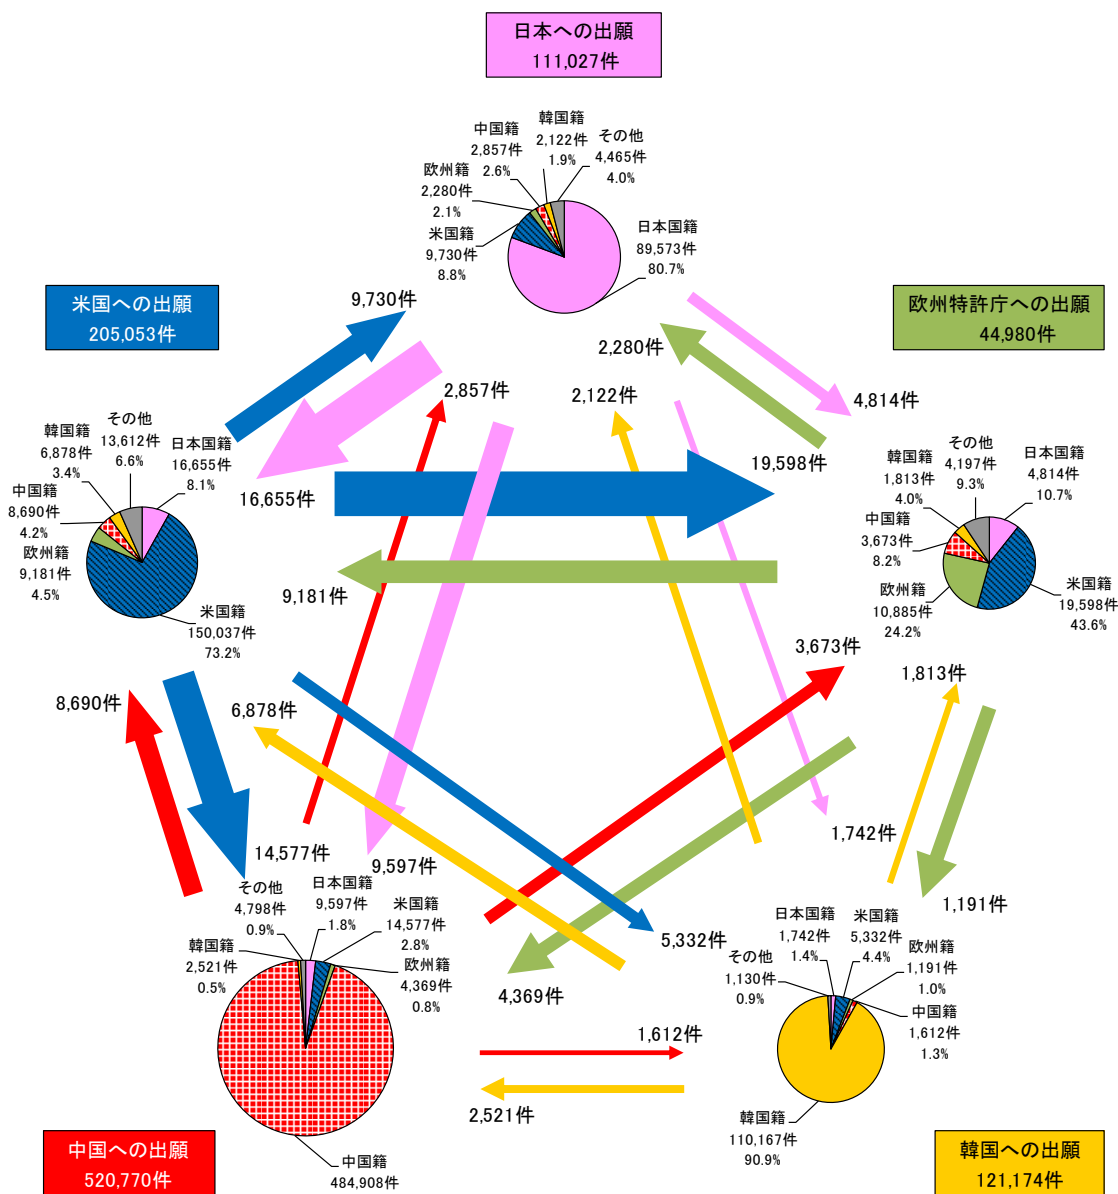 日本への出願
111,027件
中国籍
2,857件
2.6%
韓国籍
2,122件
1.9%
その他
4,465件
4.0%
欧州籍
2,280件
2.1%
米国籍
9,730件
8.8%
日本国籍
89,573件
80.7%
米国への出願
205,053件
欧州特許庁への出願
44,980件
9,730件
2,280件
2,857件
2,122件
4,814件
韓国籍
6,878件
3.4%
その他
13,612件
6.6%
日本国籍
16,655件
8.1%
中国籍
8,690件
4.2%
欧州籍
9,181件
4.5%
米国籍
150,037件
73.2%
16,655件
19,598件
9,181件
韓国籍
1,813件
4.0%
その他
4,197件
9.3%
日本国籍
4,814件
10.7%
中国籍
3,673件
8.2%
欧州籍
10,885件
24.2%
米国籍
19,598件
43.6%
3,673件
1,813件
8,690件
6,878件
14,577件
9,597件
1,742件
1,191件
5,332件
4,369件
その他
4,798件
0.9%
日本国籍
9,597件
1.8%
米国籍
14,577件
2.8%
韓国籍
2,521件
0.5%
欧州籍
4,369件
0.8%
中国籍
484,908件
日本国籍
1,742件
1.4%
米国籍
5,332件
4.4%
その他
1,130件
0.9%
欧州籍
1,191件
1.0%
中国籍
1,612件
1.3%
韓国籍
110,167件
90.9%
1,612件
2,521件
中国への出願
520,770件
韓国への出願
121,174件